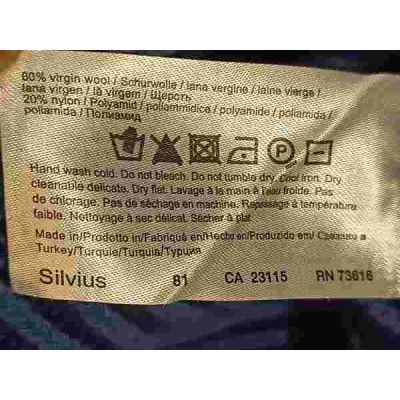 80% virgin wool / Schurwolle / lana vergine / laine vierge /
lana virgen / lã virgem / Шерсть
20% nylon / Polyamid / poliammidica / polyamide / poliamida /
poliamida / Полиамид
P
Hand wash cold. Do not bleach. Do not tumble dry. Cool iron. Dry
cleanable delicate. Dry flat. Lavage à la main à l'eau froide. Pas
de chlorage. Pas de séchage en machine. Repassage à température
faible. Nettoyage à sec délicat. Sécher à plat.
Made in/Prodotto in/Fabriqué en/Hecho en/Produzido em/ Сделано в
Turkey/Turquie/Turquia/Турция
Silvius 81 CA 23115 RN 73616